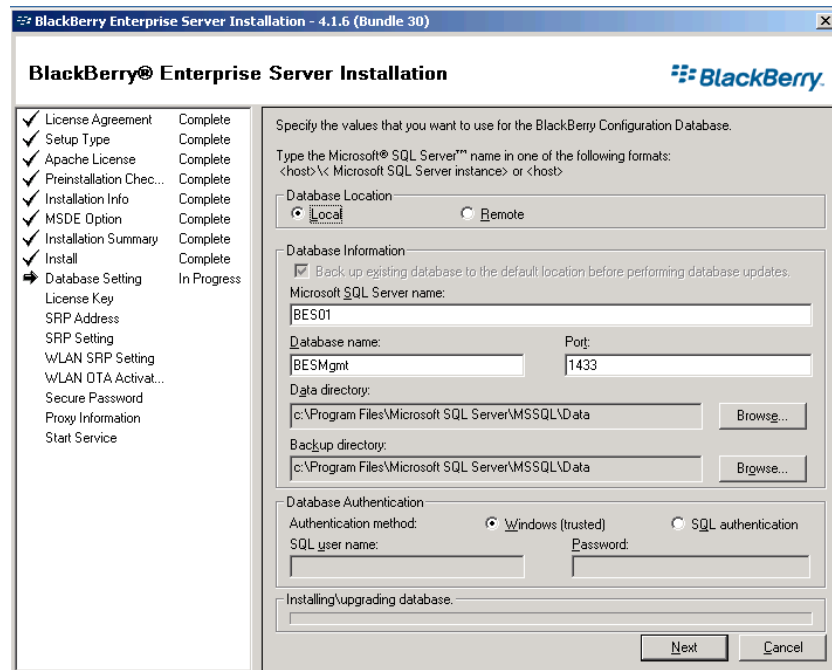 BlackBerry Enterprise Server Installation - 4.1.6 (Bundle 30)
BlackBerry® Enterprise Server Installation
BlackBerry.
License Agreement Complete
Setup Type Complete
Apache License Complete
Preinstallation Chec... Complete
Installation Info Complete
MSDE Option Complete
Installation Summary Complete
Install Complete
Database Setting In Progress
License Key
SRP Address
SRP Setting
WLAN SRP Setting
WLAN OTA Activat...
Secure Password
Proxy Information
Start Service
Specify the values that you want to use for the BlackBerry Configuration Database.
Type the Microsoft® SQL Server™ name in one of the following formats:
<host>\< Microsoft SQL Server instance> or <host>
Database Location
Local Remote
Database Information
Back up existing database to the default location before performing database updates.
Microsoft SQL Server name:
BES01
Database name: Port:
BESMgmt 1433
Data directory:
c:\Program Files\Microsoft SQL Server\MSSQL\Data Browse...
Backup directory:
c:\Program Files\Microsoft SQL Server\MSSQL\Data Browse...
Database Authentication
Authentication method: Windows (trusted) SQL authentication
SQL user name: Password:
Installing\upgrading database.
Next Cancel